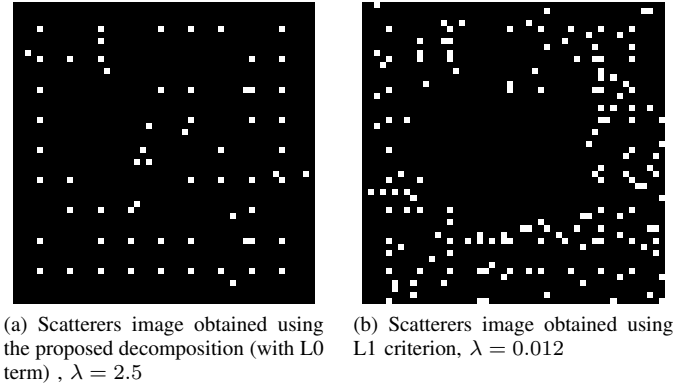 (a) Scatterers image obtained using
the proposed decomposition (with L0
term) , λ = 2.5
(b) Scatterers image obtained using
L1 criterion, λ = 0.012